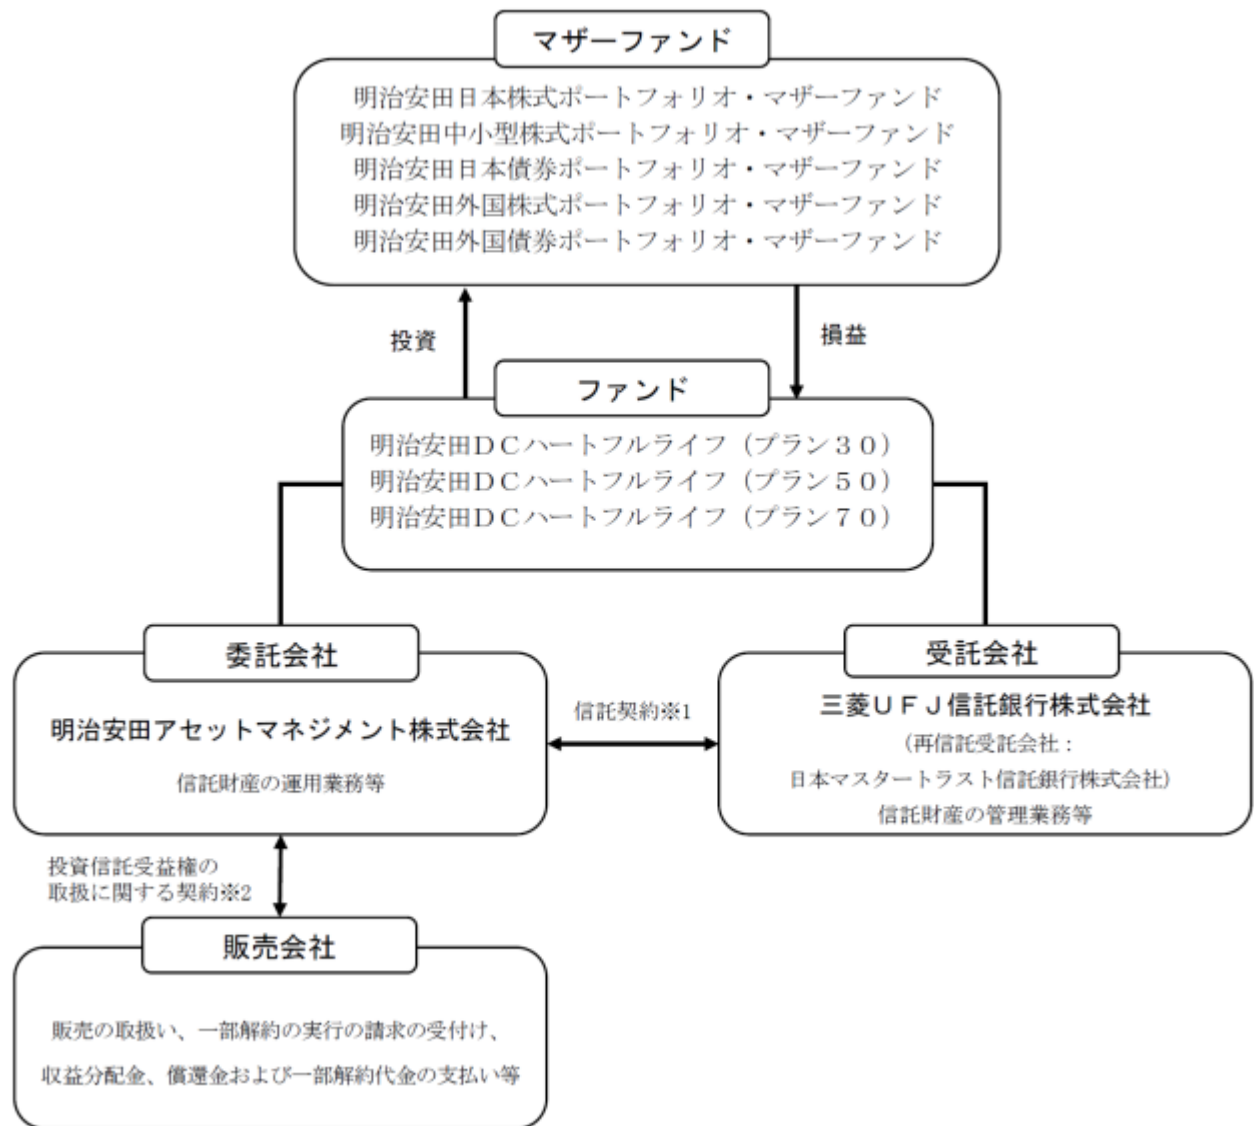 マザーファンド
明治安田日本株式ポートフォリオ・マザーファンド
明治安田中小型株式ポートフォリオ・マザーファンド
明治安田日本債券ポートフォリオ・マザーファンド
明治安田外国株式ポートフォリオ・マザーファンド
明治安田外国債券ポートフォリオ・マザーファンド
投資
損益
ファンド
明治安田ＤＣハートフルライフ（プラン３０）
明治安田ＤＣハートフルライフ（プラン５０）
明治安田ＤＣハートフルライフ（プラン７０）
委託会社
明治安田アセットマネジメント株式会社
信託財産の運用業務等
信託契約※1
受託会社
三菱ＵＦＪ信託銀行株式会社
（再信託受託会社：
日本マスタートラスト信託銀行株式会社）
信託財産の管理業務等
投資信託受益権の
取扱に関する契約※2
販売会社
販売の取扱い、一部解約の実行の請求の受付け、
収益分配金、償還金および一部解約代金の支払い等